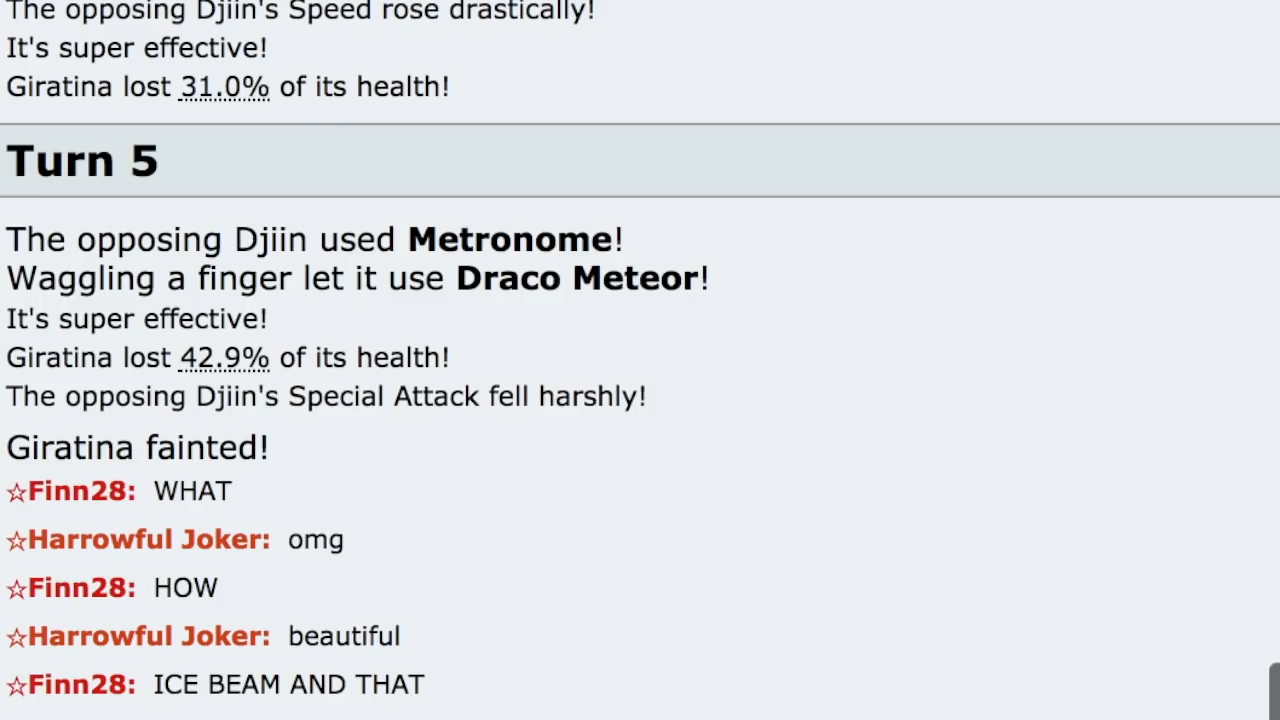 The opposing Djiin's Speed rose drastically!
It's super effective!
Giratina lost 31.0% of its health!
Turn 5
The opposing Djiin used Metronome!
Waggling a finger let it use Draco Meteor!
It's super effective!
Giratina lost 42.9% of its health!
The opposing Djiin's Special Attack fell harshly!
Giratina fainted!
☆Finn28: WHAT
☆Harrowful Joker: omg
☆Finn28: HOW
☆Harrowful Joker: beautiful
☆Finn28: ICE BEAM AND THAT